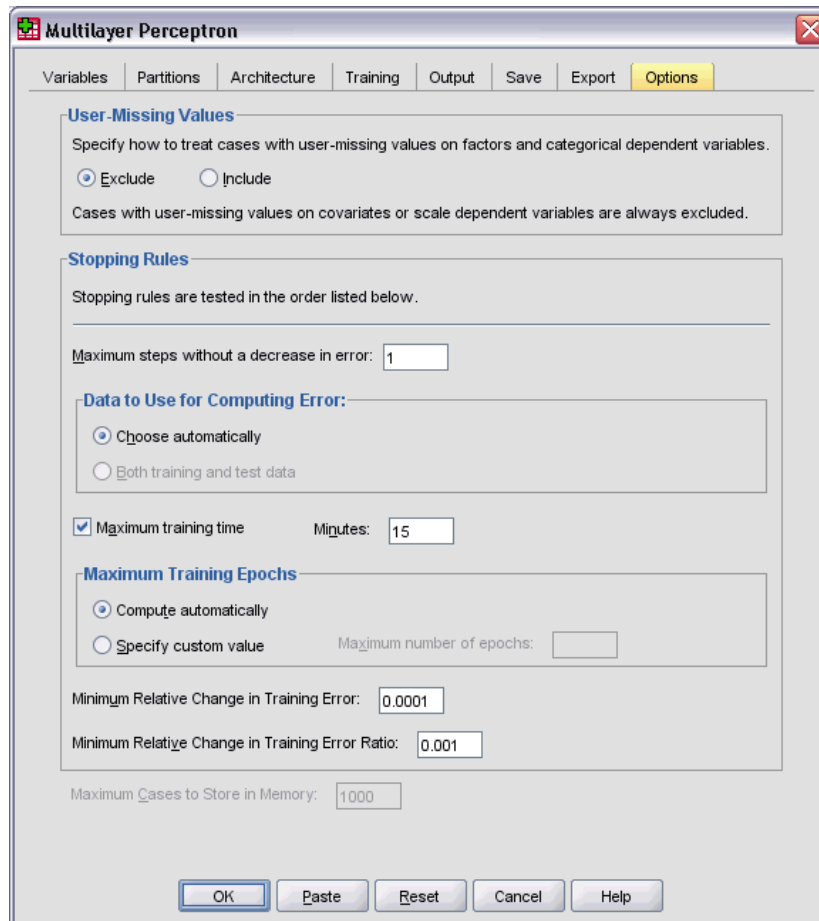 Multilayer Perceptron
Variables Partitions Architecture Training Output Save Export Options
User-Missing Values
Specify how to treat cases with user-missing values on factors and categorical dependent variables.
Exclude Include
Cases with user-missing values on covariates or scale dependent variables are always excluded.
Stopping Rules
Stopping rules are tested in the order listed below.
Maximum steps without a decrease in error: 1
Data to Use for Computing Error:
Choose automatically
Both training and test data
Maximum training time Minutes: 15
Maximum Training Epochs
Compute automatically
Specify custom value Maximum number of epochs:
Minimum Relative Change in Training Error: 0.0001
Minimum Relative Change in Training Error Ratio: 0.001
Maximum Cases to Store in Memory: 1000
OK Paste Reset Cancel Help